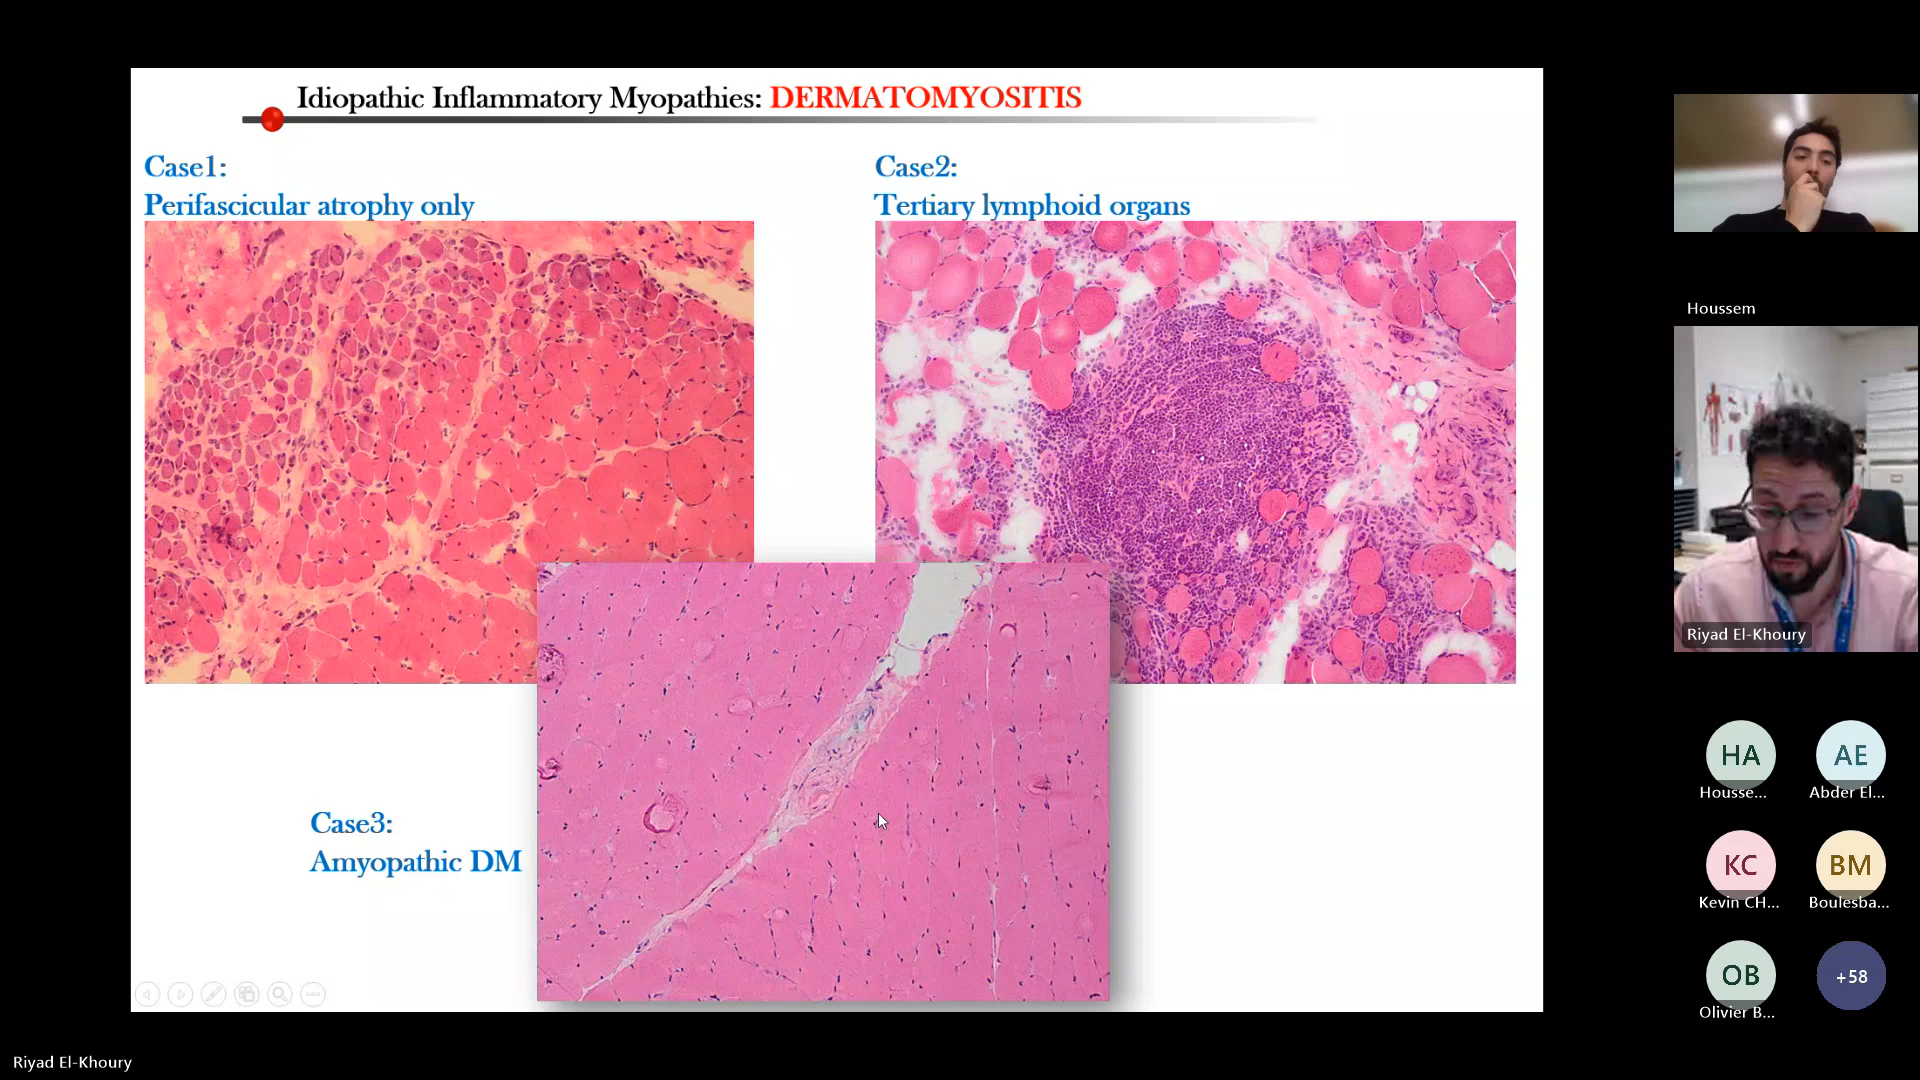 Idiopathic Inflammatory Myopathies: DERMATOMYOSITIS
Case1:
Perifascicular atrophy only
Case2:
Tertiary lymphoid organs
Case3:
Amyopathic DM
Houssem
Riyad El-Khoury
HA
Housse...
AE
Abder El...
KC
Kevin CH...
BM
Boulesba...
OB
Olivier B...
+58
Riyad El-Khoury